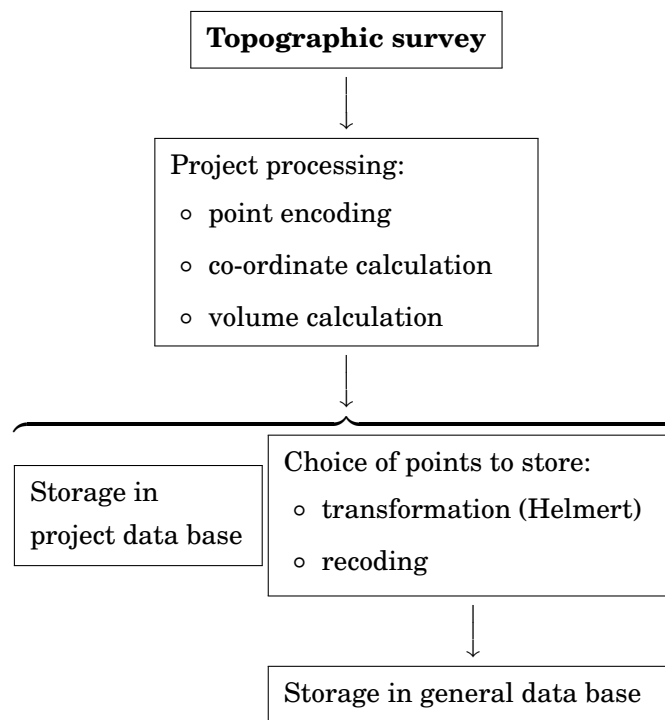 Topographic survey
Project processing:
∘ point encoding
∘ co-ordinate calculation
∘ volume calculation
Storage in
project data base
Choice of points to store:
∘ transformation (Helmert)
∘ recoding
Storage in general data base